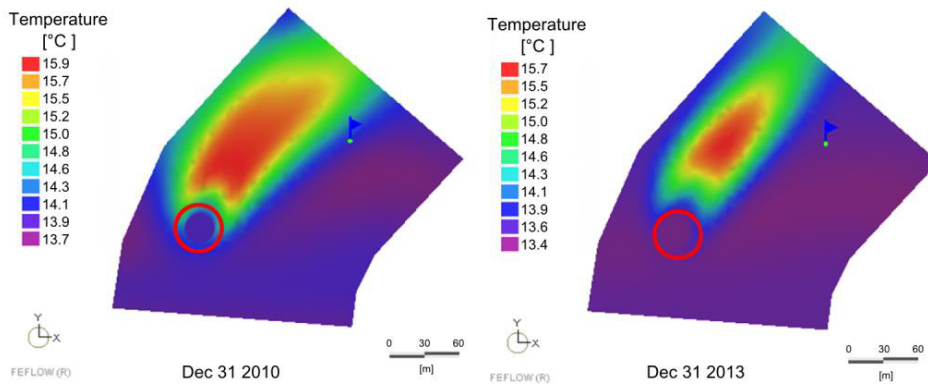 Temperature
[°C ]
15.9
15.7
15.5
15.2
15.0
14.8
14.6
14.3
14.1
13.9
13.7
Y
X
FEFLOW (R)
Dec 31 2010
0 30 60
[m]
Temperature
[°C ]
15.7
15.5
15.2
15.0
14.8
14.6
14.3
14.1
13.9
13.6
13.4
Y
X
FEFLOW (R)
Dec 31 2013
0 30 60
[m]